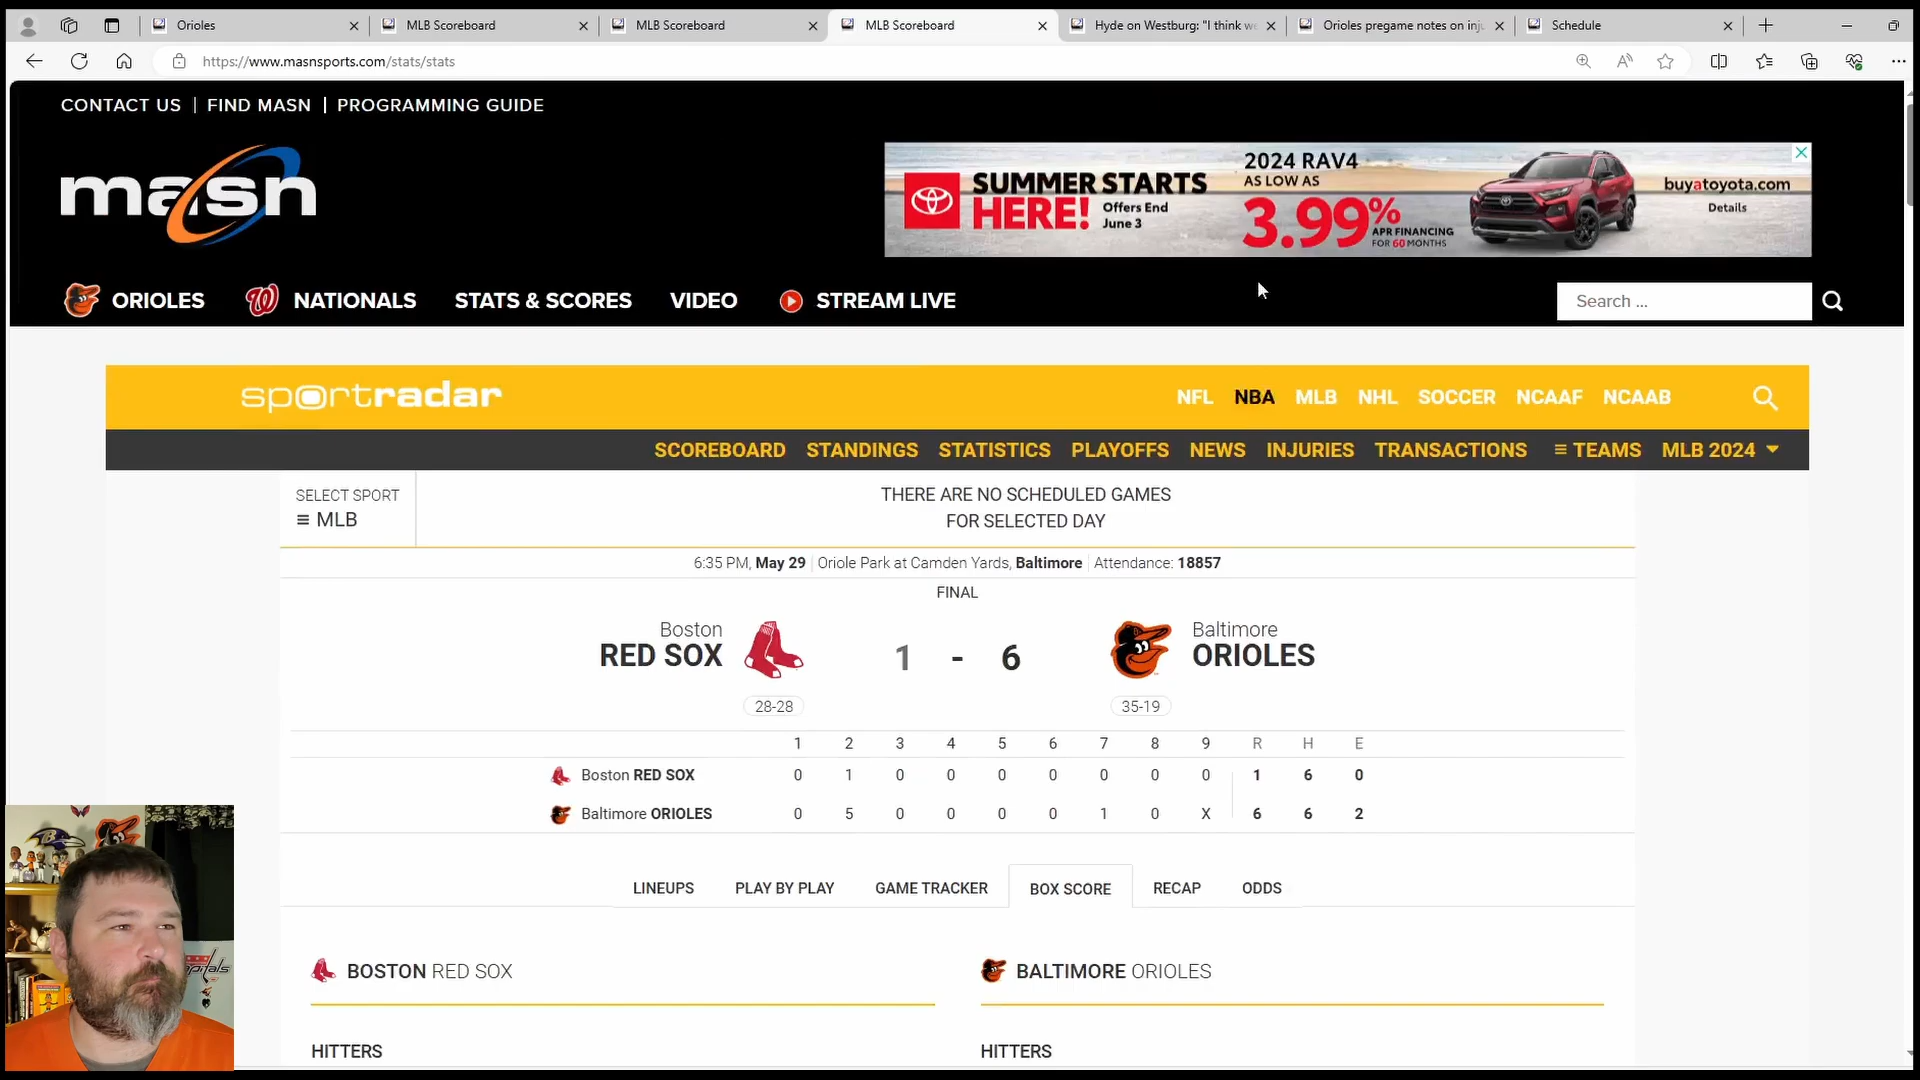 Orioles
MLB Scoreboard
MLB Scoreboard
MLB Scoreboard
Hyde on Westburg: "I think we
Orioles pregame notes on inju
Schedule
https://www.masnsports.com/stats/stats
CONTACT US | FIND MASN | PROGRAMMING GUIDE
masn
SUMMER STARTS
HERE! Offers End
June 3
2024 RAV4
AS LOW AS
3.99%
APR FINANCING
FOR 60 MONTHS
buyatoyota.com
Details
ORIOLES NATIONALS STATS & SCORES VIDEO STREAM LIVE
Search ...
sportradar
NFL NBA MLB NHL SOCCER NCAAF NCAAB
SCOREBOARD STANDINGS STATISTICS PLAYOFFS NEWS INJURIES TRANSACTIONS ≡ TEAMS MLB 2024
SELECT SPORT
≡ MLB
THERE ARE NO SCHEDULED GAMES
FOR SELECTED DAY
6:35 PM, May 29 | Oriole Park at Camden Yards, Baltimore | Attendance: 18857
FINAL
Boston
RED SOX
1 - 6
Baltimore
ORIOLES
28-28
35-19
1 2 3 4 5 6 7 8 9 R H E
Boston RED SOX 0 1 0 0 0 0 0 0 0 1 6 0
Baltimore ORIOLES 0 5 0 0 0 0 1 0 X 6 6 2
LINEUPS PLAY BY PLAY GAME TRACKER BOX SCORE RECAP ODDS
BOSTON RED SOX
BALTIMORE ORIOLES
HITTERS
HITTERS